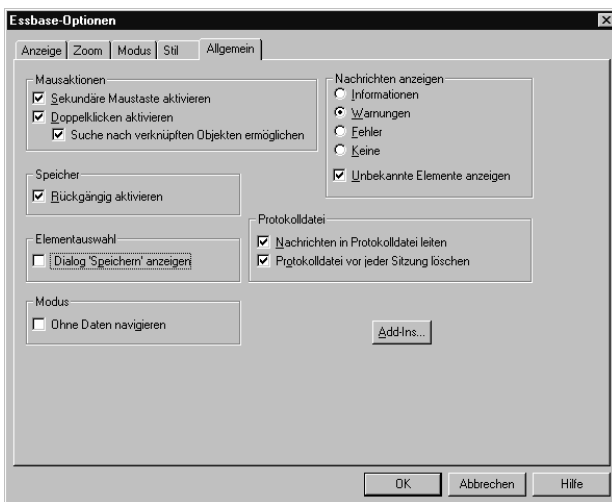 Essbase-Optionen
Anzeige Zoom Modus Stil Allgemein
Mausaktionen
Sekundäre Maustaste aktivieren
Doppelklicken aktivieren
Suche nach verknüpften Objekten ermöglichen
Nachrichten anzeigen
Informationen
Warnungen
Fehler
Keine
Unbekannte Elemente anzeigen
Speicher
Rückgängig aktivieren
Protokolldatei
Nachrichten in Protokolldatei leiten
Protokolldatei vor jeder Sitzung löschen
Elementauswahl
Dialog 'Speichern' anzeigen
Modus
Ohne Daten navigieren
Add-Ins...
OK Abbrechen Hilfe